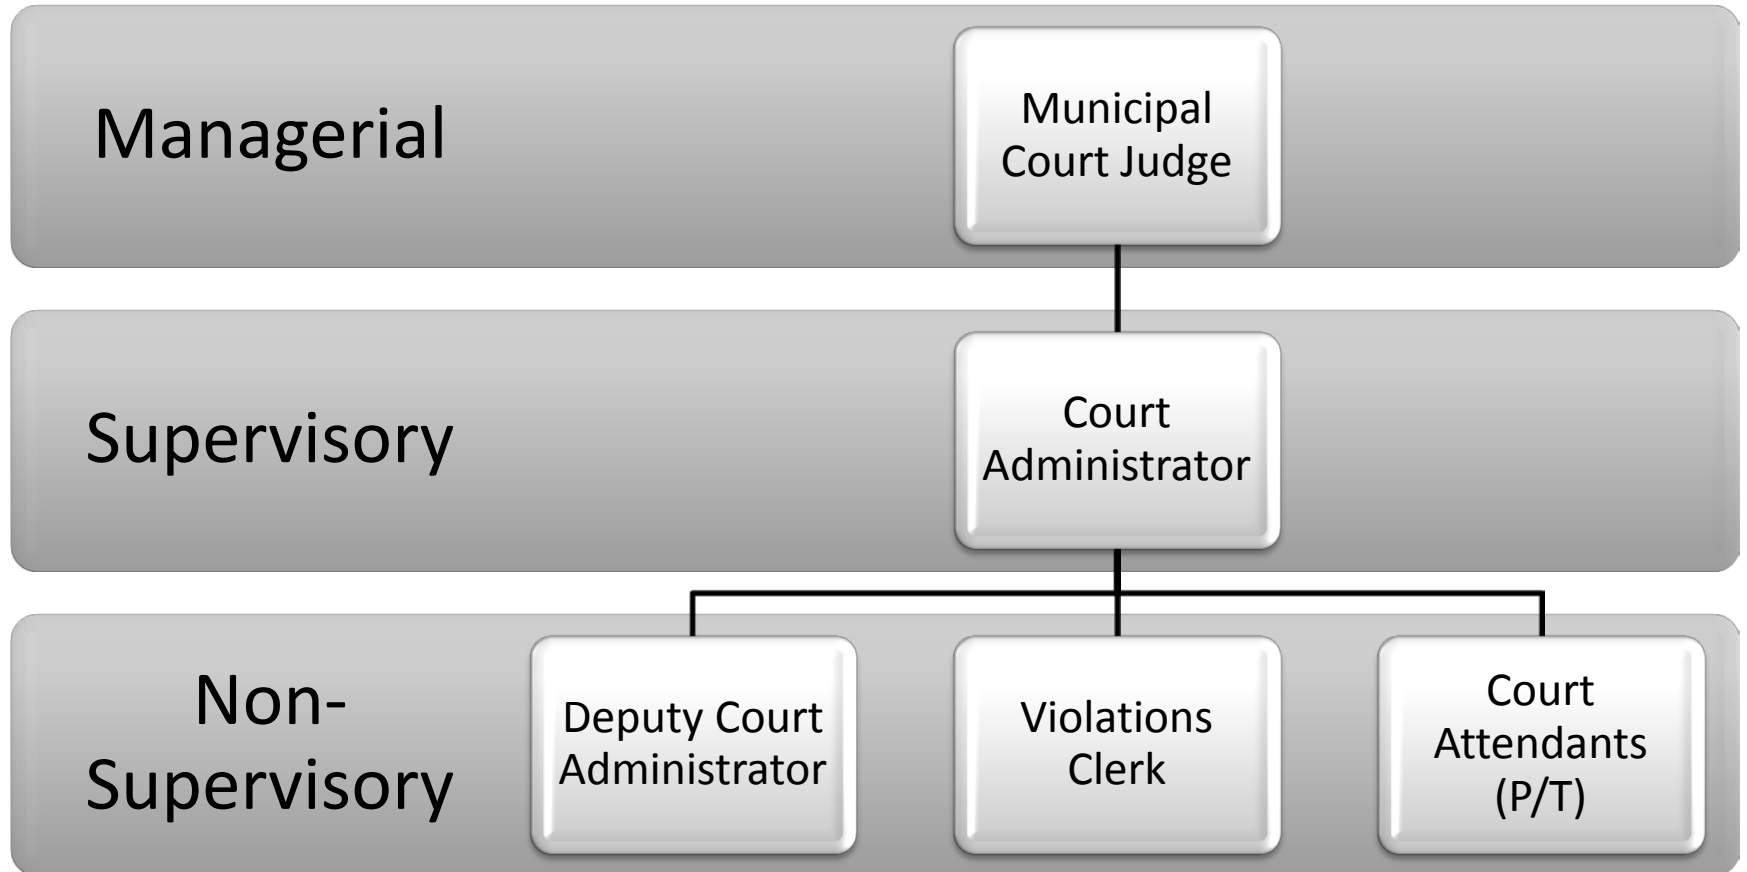 Managerial
Municipal
Court Judge
Supervisory
Court
Administrator
Non-
Supervisory
Deputy Court
Administrator
Violations
Clerk
Court
Attendants
(P/T)